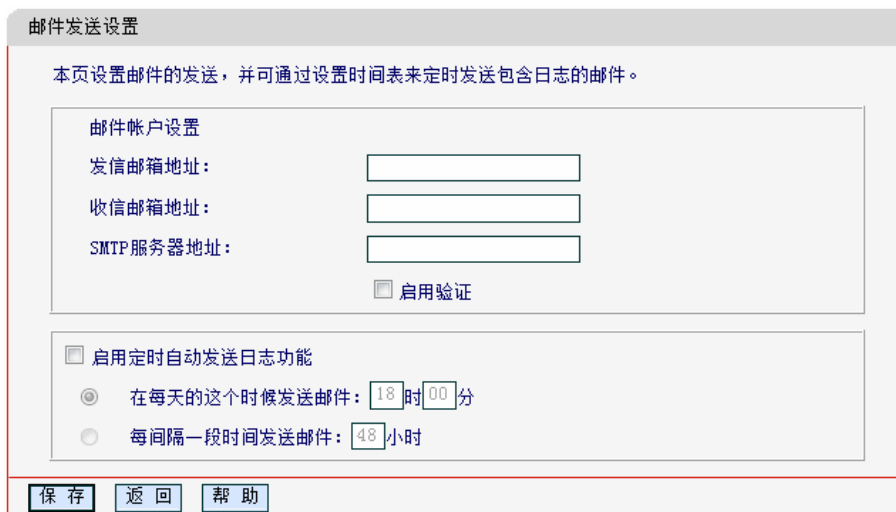 邮件发送设置
本页设置邮件的发送，并可通过设置时间表来定时发送包含日志的邮件。
邮件帐户设置
发信邮箱地址：
收信邮箱地址：
SMTP服务器地址：
启用验证
启用定时自动发送日志功能
在每天的这个时候发送邮件：18时00分
每间隔一段时间发送邮件：48小时
保 存 返 回 帮 助